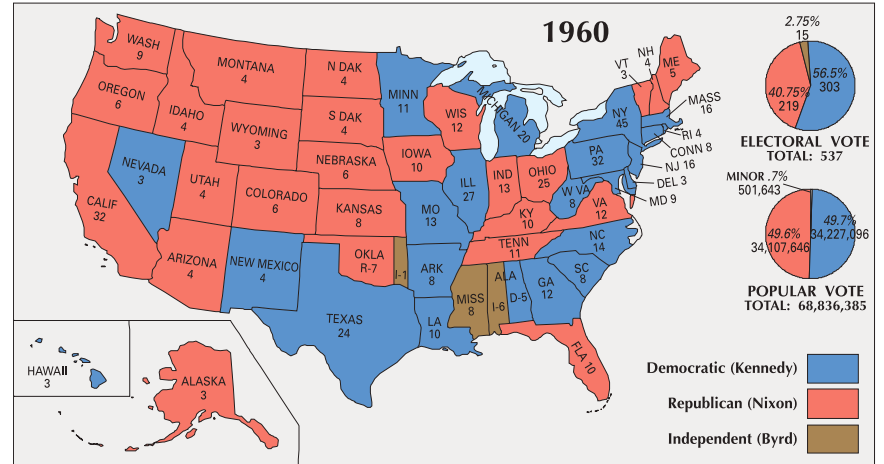 1960
WASH
9
OREGON
6
CALIF
32
NEVADA
3
IDAHO
4
MONTANA
4
WYOMING
3
UTAH
4
COLORADO
6
ARIZONA
4
NEW MEXICO
4
N DAK
4
S DAK
4
NEBRASKA
6
KANSAS
8
OKLA
R-7
I-1
TEXAS
24
MINN
11
IOWA
10
MO
13
ARK
8
LA
10
WIS
12
ILL
27
MICHIGAN 20
IND
13
OHIO
25
KY
10
TENN
11
MISS
8
ALA
I-6
D-5
GA
12
FLA 10
SC
8
NC
14
VA
12
W VA
8
PA
32
NY
45
VT
3
NH
4
ME
5
MASS
16
RI 4
CONN 8
NJ 16
DEL 3
MD 9
HAWAII
3
ALASKA
3
2.75%
15
56.5%
303
40.75%
219
ELECTORAL VOTE
TOTAL: 537
MINOR .7%
501,643
49.7%
34,227,096
49.6%
34,107,646
POPULAR VOTE
TOTAL: 68,836,385
Democratic (Kennedy)
Republican (Nixon)
Independent (Byrd)